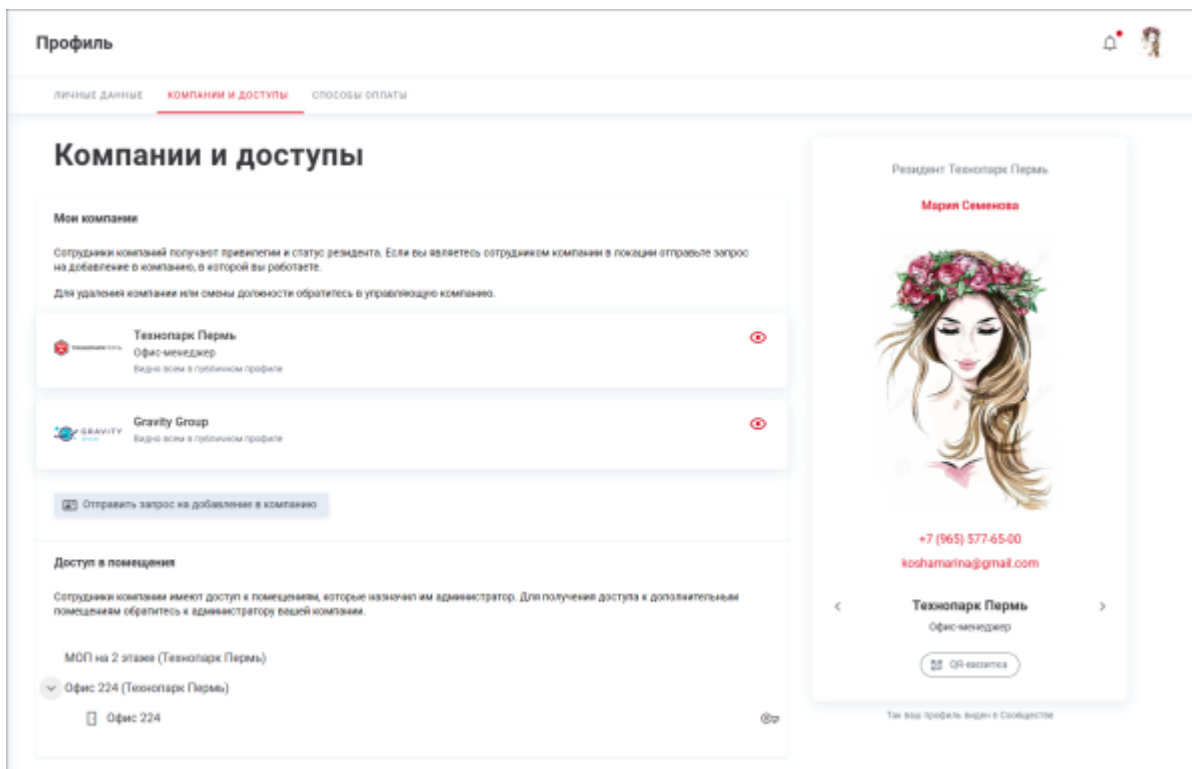 Профиль
ЛИЧНЫЕ ДАННЫЕ
КОМПАНИИ И ДОСТУПЫ
СПОСОБЫ ОПЛАТЫ
Компании и доступы
Мои компании
Сотрудники компаний получают привилегии и статус резидента. Если вы являетесь сотрудником компании в локации отправьте запрос
на добавление в компанию, в которой вы работаете.
Для удаления компании или смены должности обратитесь в управляющую компанию.
Технопарк Пермь
Офис-менеджер
Видно всем в публичном профиле
GRAVITY
Gravity Group
Видно всем в публичном профиле
Отправить запрос на добавление в компанию
Доступ в помещения
Сотрудники компании имеют доступ к помещениям, которые назначил им администратор. Для получения доступа к дополнительным
помещениям обратитесь к администратору вашей компании.
МОП на 2 этаже (Технопарк Пермь)
Офис 224 (Технопарк Пермь)
Офис 224
Резидент Технопарк Пермь
Мария Семенова
+7 (965) 577-65-00
koshamarina@gmail.com
Технопарк Пермь
Офис-менеджер
QR-визитка
Так ваш профиль виден в Сообществе